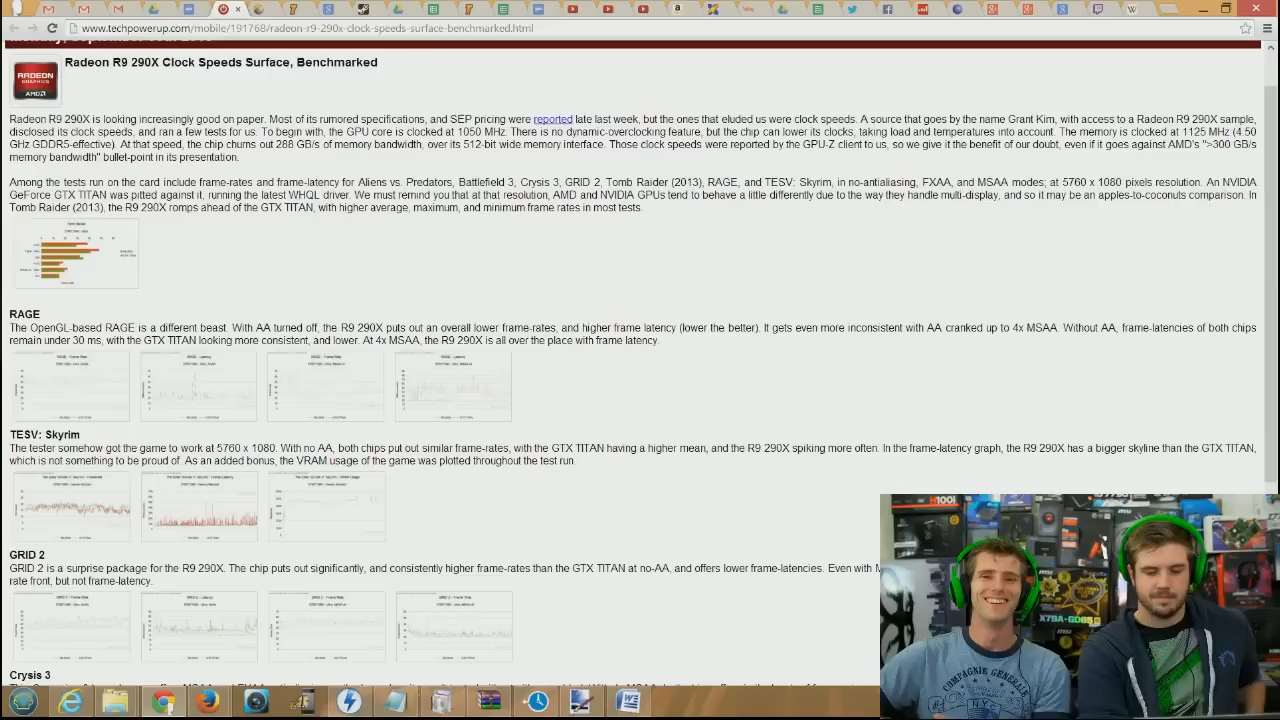 www.techpowerup.com/mobile/191768/radeon-r9-290x-clock-speeds-surface-benchmarked.html
RADEON
GRAPHICS
AMD
Radeon R9 290X Clock Speeds Surface, Benchmarked
Radeon R9 290X is looking increasingly good on paper. Most of its rumored specifications, and SEP pricing were reported late last week, but the ones that eluded us were clock speeds. A source that goes by the name Grant Kim, with access to a Radeon R9 290X sample,
disclosed its clock speeds, and ran a few tests for us. To begin with, the GPU core is clocked at 1050 MHz. There is no dynamic-overclocking feature, but the chip can lower its clocks, taking load and temperatures into account. The memory is clocked at 1125 MHz (4.50
GHz GDDR5-effective). At that speed, the chip churns out 288 GB/s of memory bandwidth, over its 512-bit wide memory interface. Those clock speeds were reported by the GPU-Z client to us, so we give it the benefit of our doubt, even if it goes against AMD's ">300 GB/s
memory bandwidth" bullet-point in its presentation.
Among the tests run on the card include frame-rates and frame-latency for Aliens vs. Predators, Battlefield 3, Crysis 3, GRID 2, Tomb Raider (2013), RAGE, and TESV: Skyrim, in no-antialiasing, FXAA, and MSAA modes; at 5760 x 1080 pixels resolution. An NVIDIA
GeForce GTX TITAN was pitted against it, running the latest WHQL driver. We must remind you that at that resolution, AMD and NVIDIA GPUs tend to behave a little differently due to the way they handle multi-display, and so it may be an apples-to-coconuts comparison. In
Tomb Raider (2013), the R9 290X romps ahead of the GTX TITAN, with higher average, maximum, and minimum frame rates in most tests.
RAGE
The OpenGL-based RAGE is a different beast. With AA turned off, the R9 290X puts out an overall lower frame-rates, and higher frame latency (lower the better). It gets even more inconsistent with AA cranked up to 4x MSAA. Without AA, frame-latencies of both chips
remain under 30 ms, with the GTX TITAN looking more consistent, and lower. At 4x MSAA, the R9 290X is all over the place with frame latency.
TESV: Skyrim
The tester somehow got the game to work at 5760 x 1080. With no AA, both chips put out similar frame-rates, with the GTX TITAN having a higher mean, and the R9 290X spiking more often. In the frame-latency graph, the R9 290X has a bigger skyline than the GTX TITAN,
which is not something to be proud of. As an added bonus, the VRAM usage of the game was plotted throughout the test run.
GRID 2
GRID 2 is a surprise package for the R9 290X. The chip puts out significantly, and consistently higher frame-rates than the GTX TITAN at no-AA, and offers lower frame-latencies. Even with
rate front, but not frame-latency.
Crysis 3
H100i
X79A-GD65
COMPAGNIE GENERALE
NYC